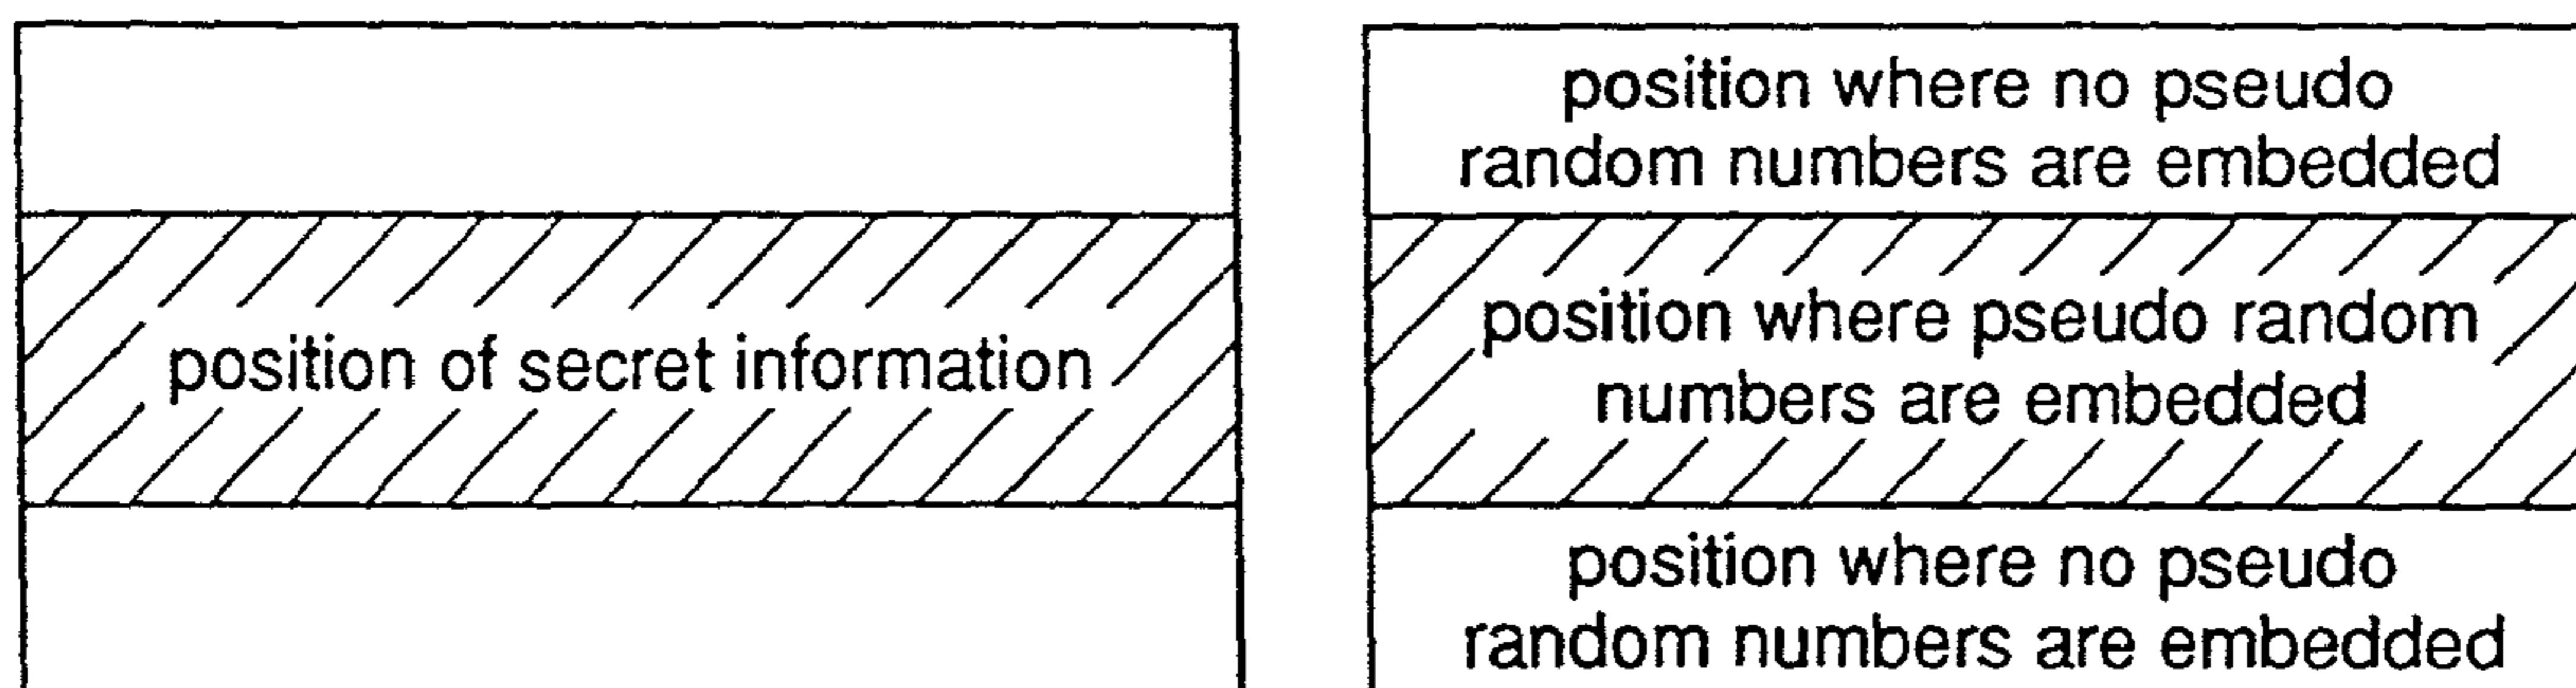 position of secret information
position where no pseudo
random numbers are embedded
position where pseudo random
numbers are embedded
position where no pseudo
random numbers are embedded